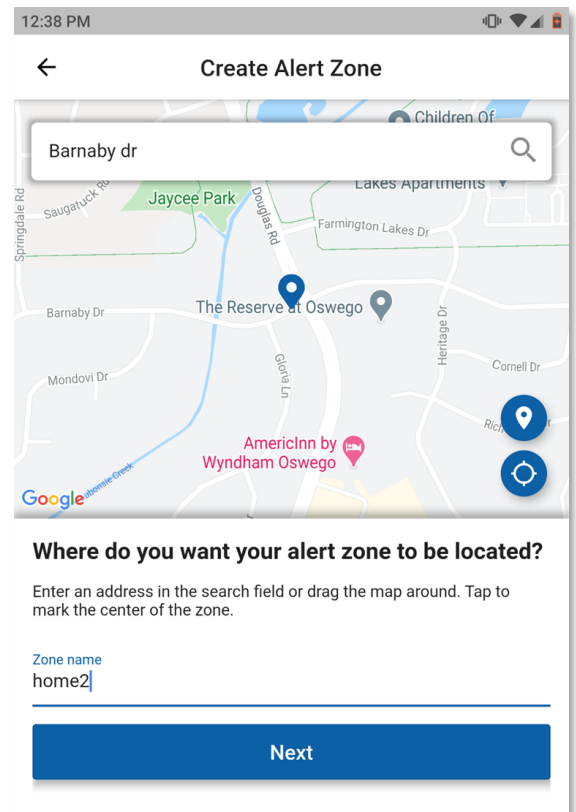 12:38 PM
Create Alert Zone
Children Of
Barnaby dr
Lakes Apartments
Springdale Rd
Saugatuck Rd
Jaycee Park
Douglas Rd
Farmington Lakes Dr
Barnaby Dr
The Reserve at Oswego
Heritage Dr
Gloria Ln
Cornell Dr
Mondovi Dr
AmericInn by
Wyndham Oswego
Google
Where do you want your alert zone to be located?
Enter an address in the search field or drag the map around. Tap to
mark the center of the zone.
Zone name
home2
Next